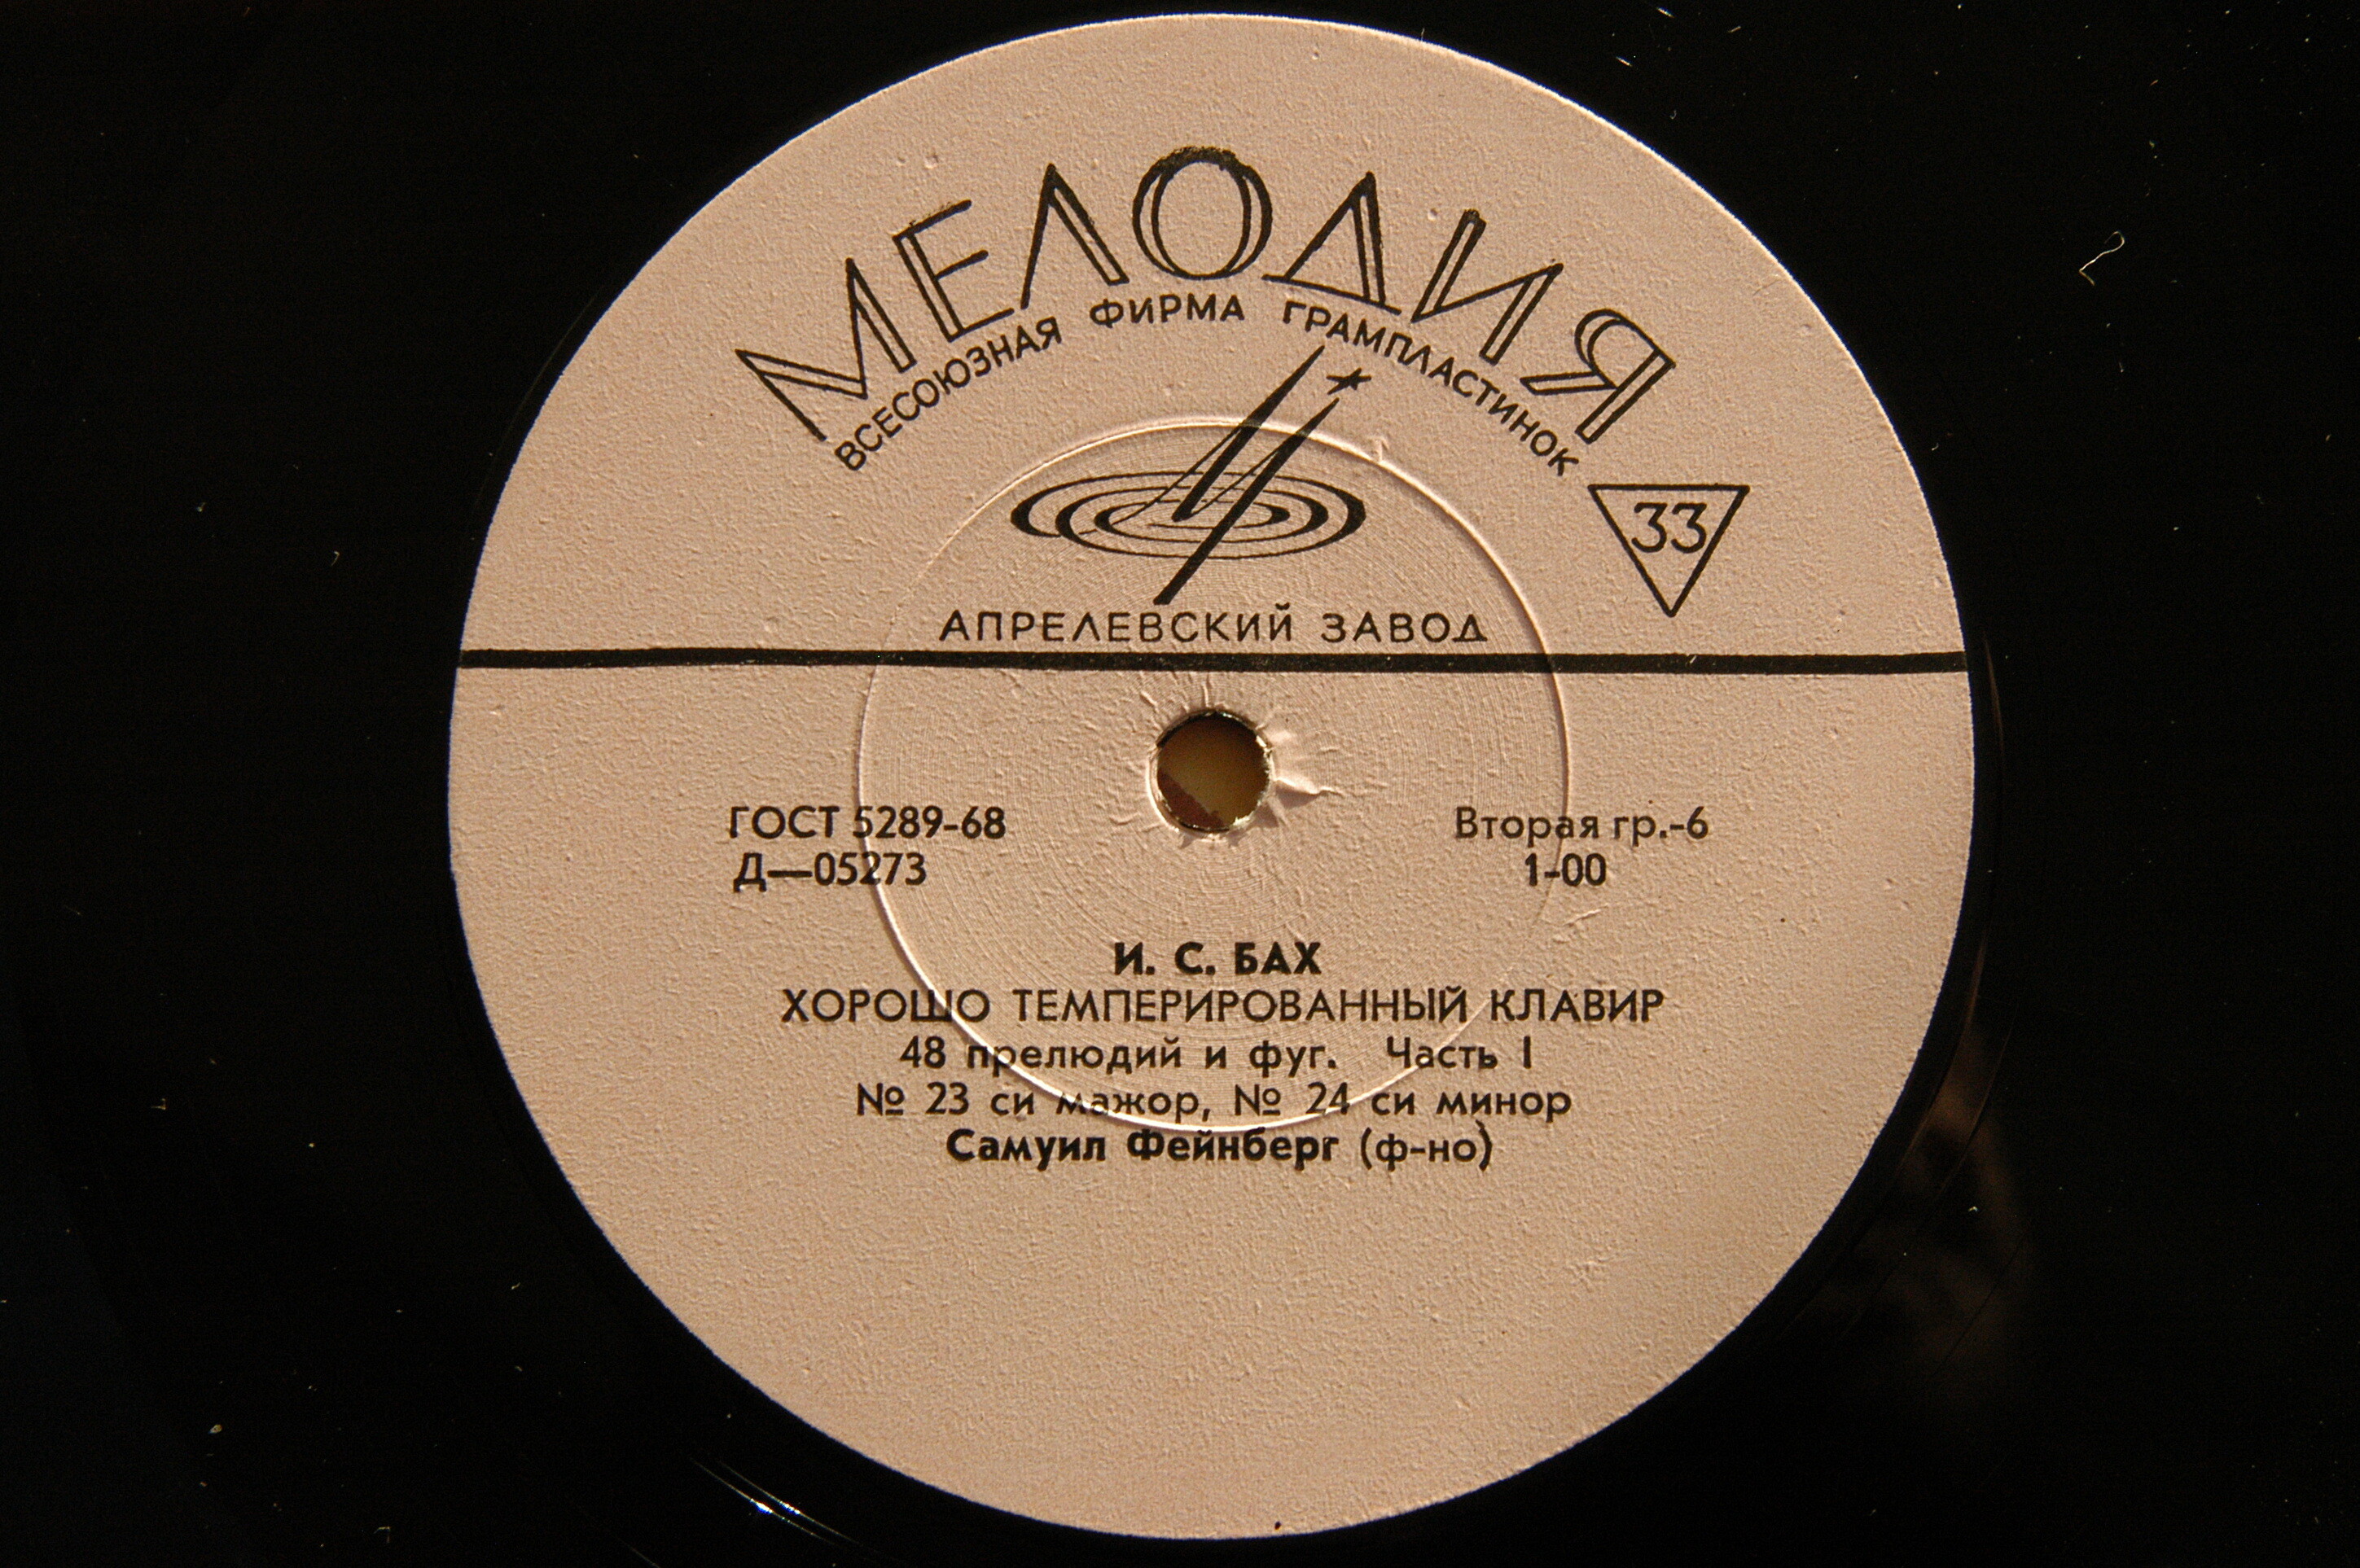 МЕЛОДИЯ
ВСЕСОЮЗНАЯ ФИРМА ГРАМПЛАСТИНОК
33
АПРЕЛЕВСКИЙ ЗАВОД
ГОСТ 5289-68
Д—05273
Вторая гр.-6
1-00
И. С. БАХ
ХОРОШО ТЕМПЕРИРОВАННЫЙ КЛАВИР
48 прелюдий и фуг. Часть I
№ 23 си мажор, № 24 си минор
Самуил Фейнберг (ф-но)